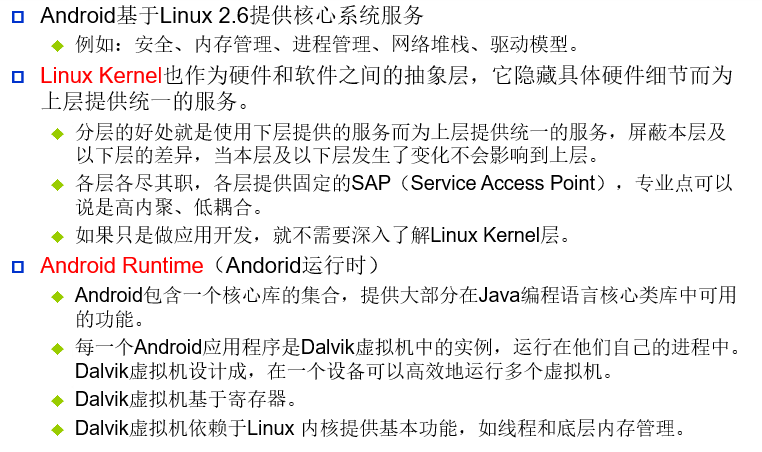 Android基于Linux 2.6提供核心系统服务
例如：安全、内存管理、进程管理、网络堆栈、驱动模型。
Linux Kernel也作为硬件和软件之间的抽象层，它隐藏具体硬件细节而为
上层提供统一的服务。
分层的好处就是使用下层提供的服务而为上层提供统一的服务，屏蔽本层及
以下层的差异，当本层及以下层发生了变化不会影响到上层。
各层各尽其职，各层提供固定的SAP（Service Access Point），专业点可以
说是高内聚、低耦合。
如果只是做应用开发，就不需要深入了解Linux Kernel层。
Android Runtime（Andorid运行时）
Android包含一个核心库的集合，提供大部分在Java编程语言核心类库中可用
的功能。
每一个Android应用程序是Dalvik虚拟机中的实例，运行在他们自己的进程中。
Dalvik虚拟机设计成，在一个设备可以高效地运行多个虚拟机。
Dalvik虚拟机基于寄存器。
Dalvik虚拟机依赖于Linux 内核提供基本功能，如线程和底层内存管理。